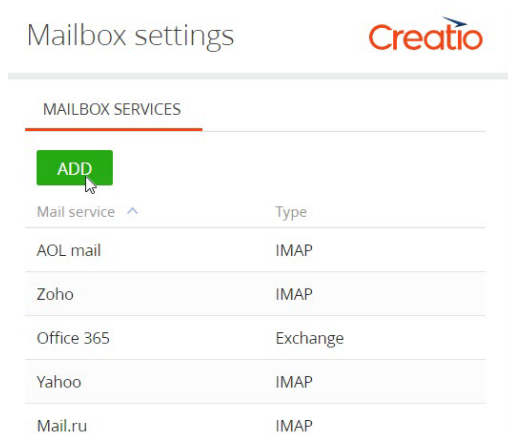 Mailbox settings
Creatio
MAILBOX SERVICES
ADD
Mail service Type
AOL mail IMAP
Zoho IMAP
Office 365 Exchange
Yahoo IMAP
Mail.ru IMAP